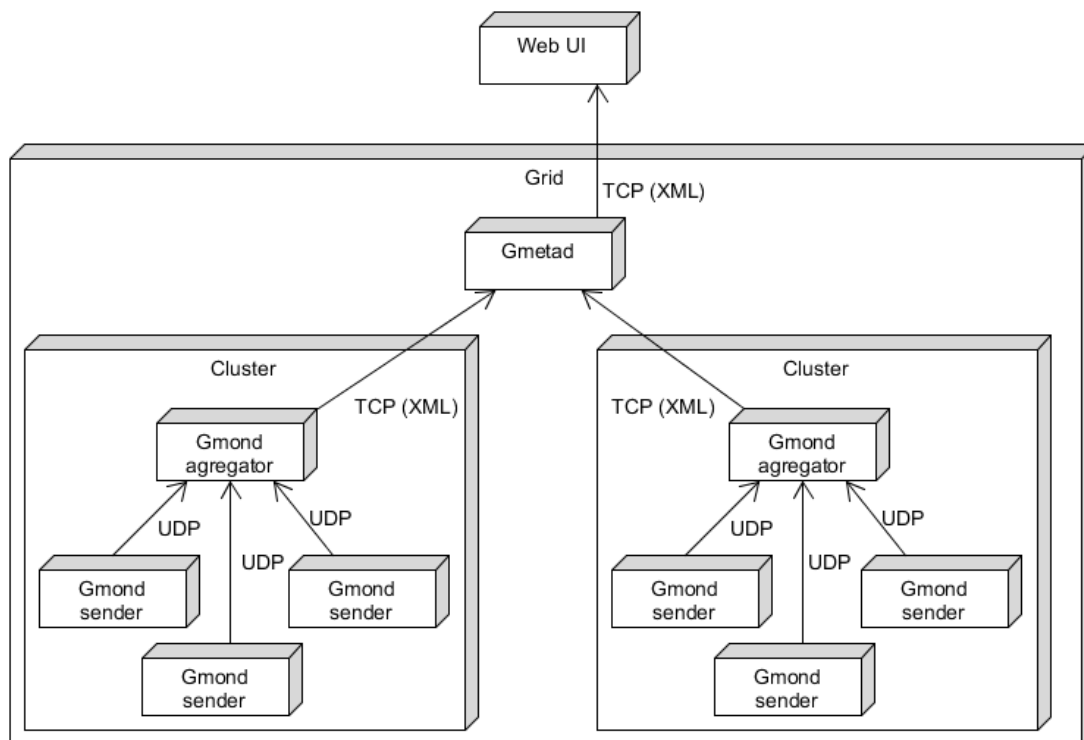 Web UI
Grid
TCP (XML)
Gmetad
Cluster
Cluster
TCP (XML)
TCP (XML)
Gmond
agregator
Gmond
agregator
UDP
UDP
UDP
UDP
UDP
UDP
Gmond
sender
Gmond
sender
Gmond
sender
Gmond
sender
Gmond
sender
Gmond
sender